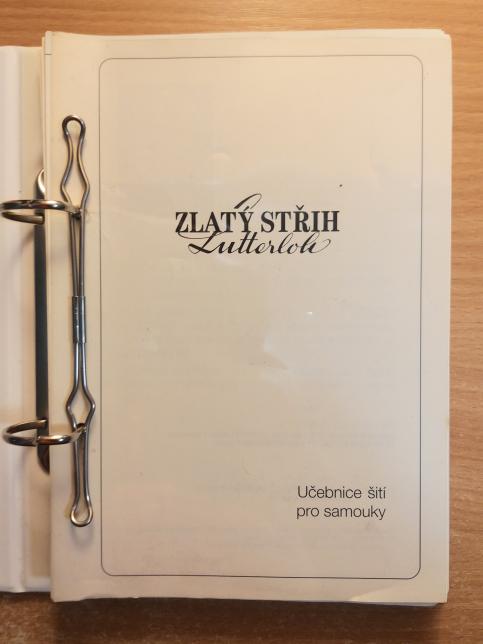 ZLATÝ STŘIH
Lutterloh
Učebnice šití
pro samouky